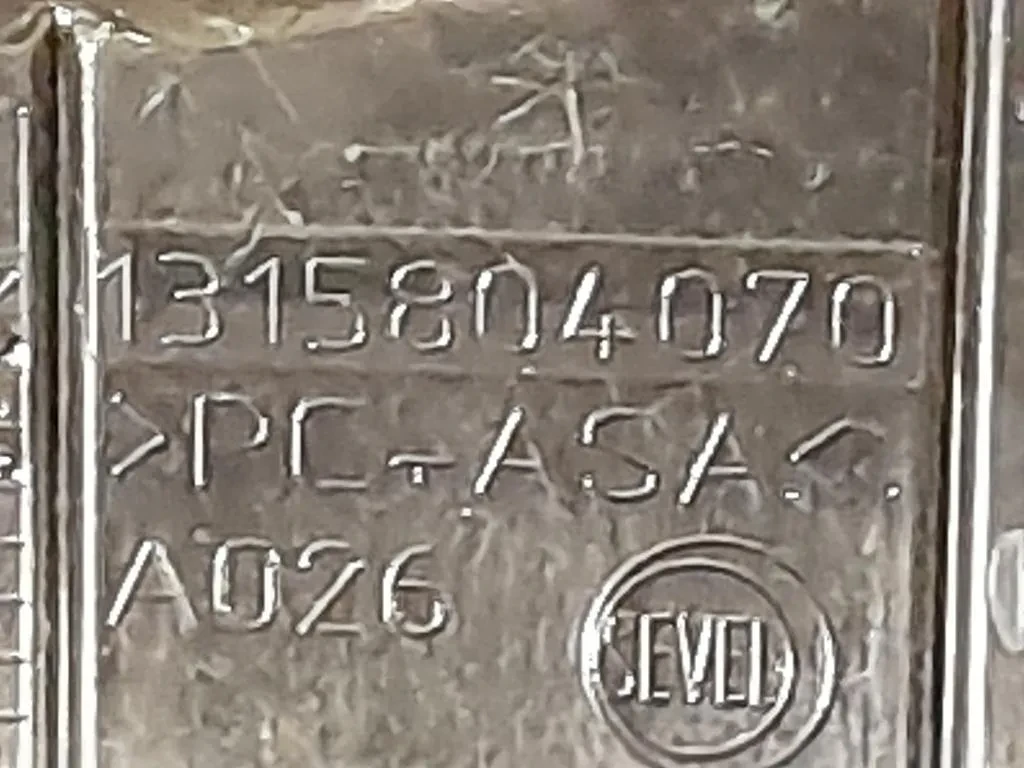 1315804070
>PC+ASA<
A026
SEVEL